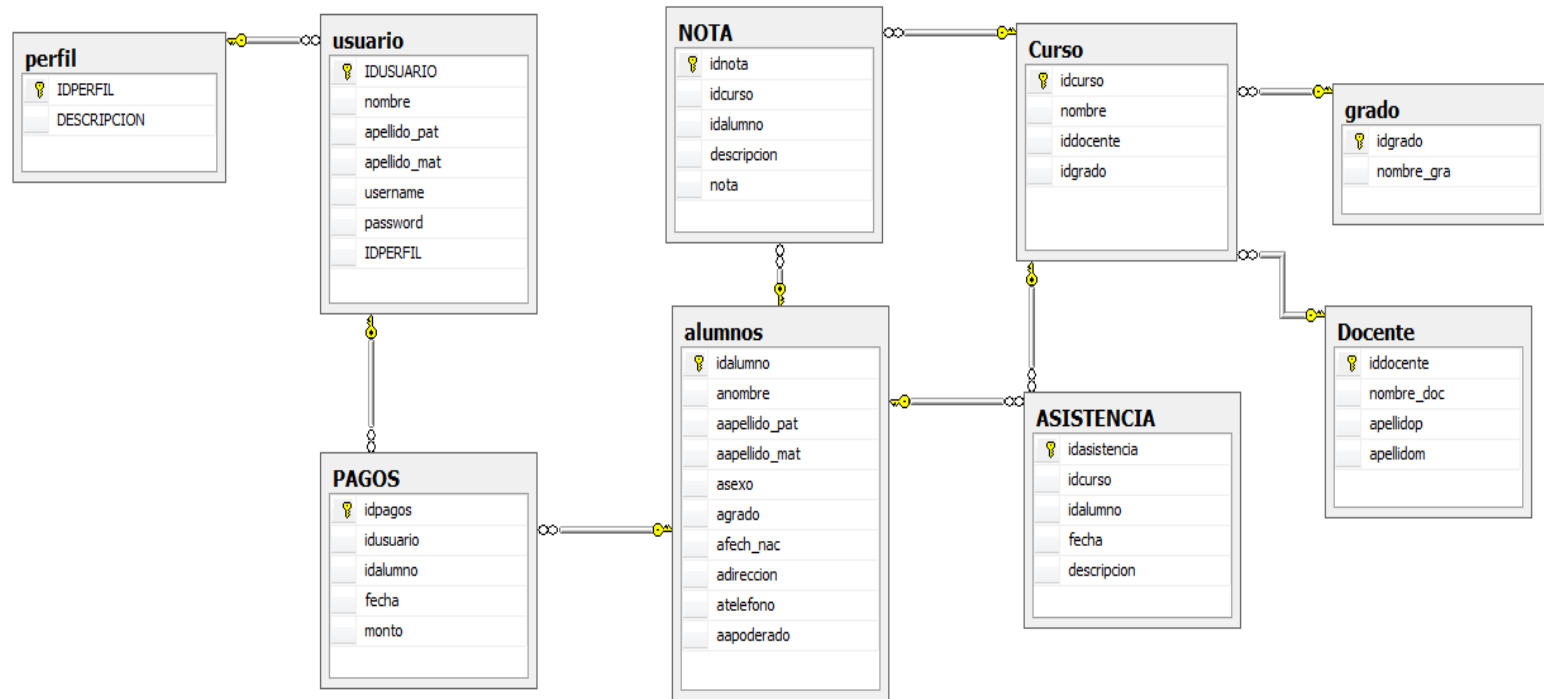 perfil
IDPERFIL
DESCRIPCION
usuario
IDUSUARIO
nombre
apellido_pat
apellido_mat
username
password
IDPERFIL
NOTA
idnota
idcurso
idalumno
descripcion
nota
Curso
idcurso
nombre
iddocente
idgrado
grado
idgrado
nombre_gra
PAGOS
idpagos
idusuario
idalumno
fecha
monto
alumnos
idalumno
anombre
aapellido_pat
aapellido_mat
asexo
agrado
afech_nac
adireccion
atelefono
aapoderado
ASISTENCIA
idasistencia
idcurso
idalumno
fecha
descripcion
Docente
iddocente
nombre_doc
apellidop
apellidom